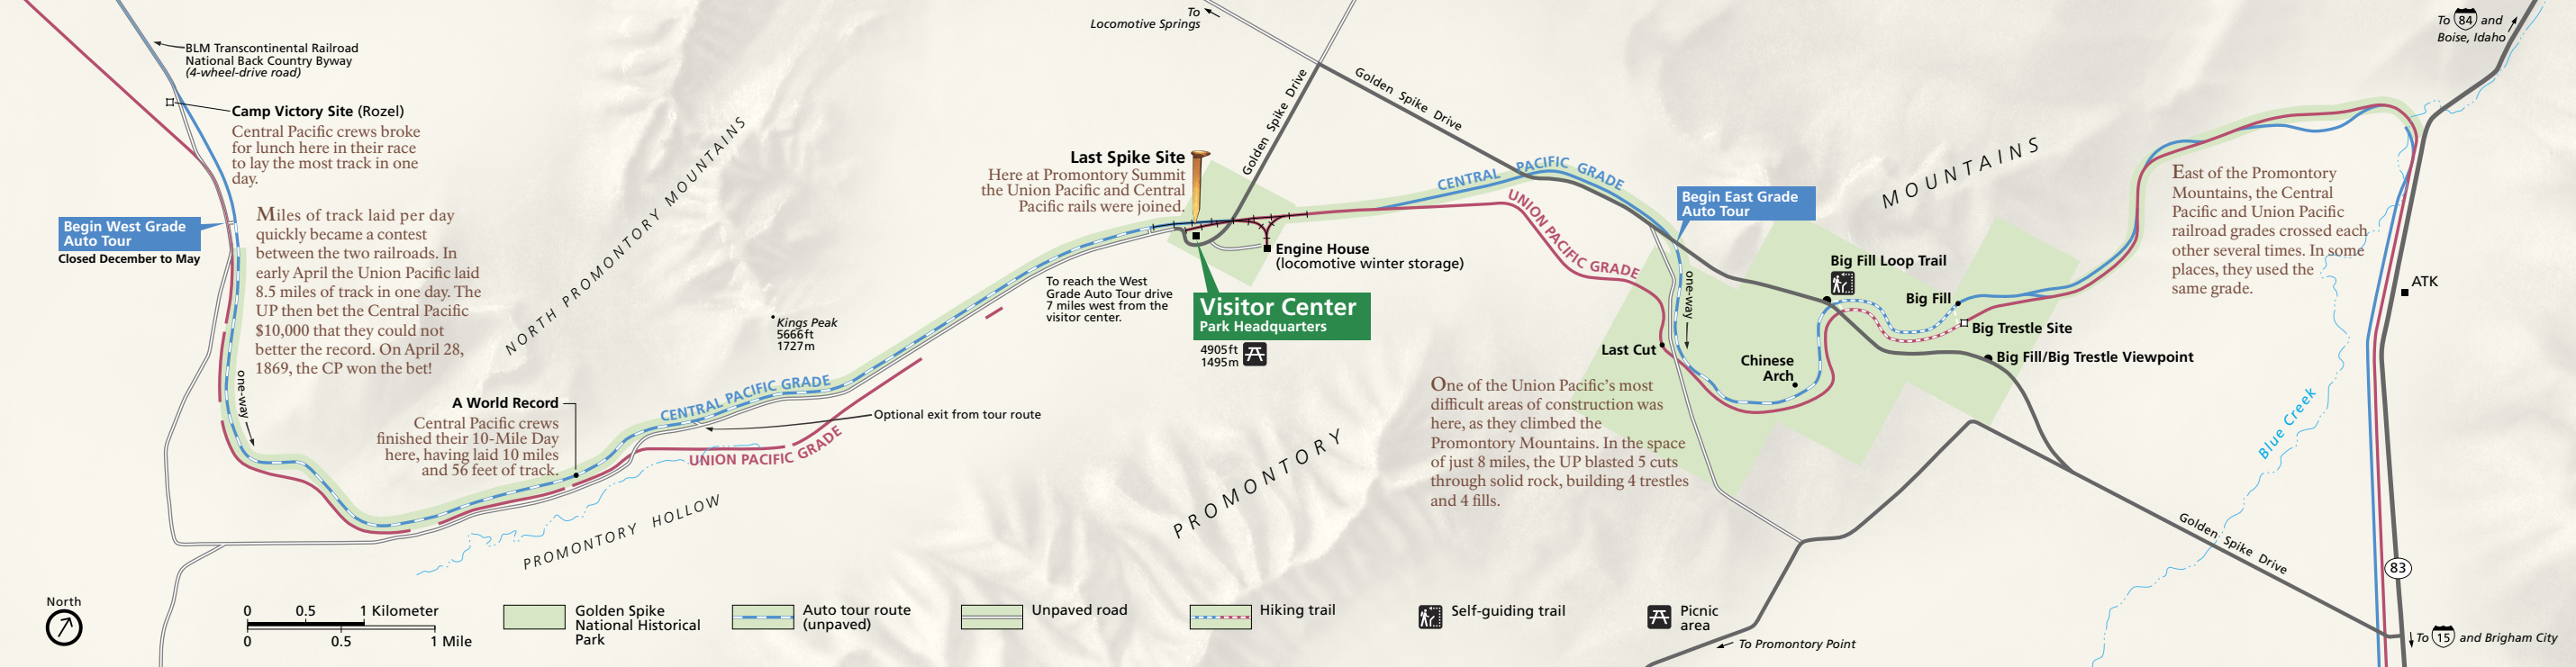 BLM Transcontinental Railroad
National Back Country Byway
(4-wheel-drive road)
Camp Victory Site (Rozel)
Central Pacific crews broke
for lunch here in their race
to lay the most track in one
day.
Begin West Grade
Auto Tour
Closed December to May
Miles of track laid per day
quickly became a contest
between the two railroads. In
early April the Union Pacific laid
8.5 miles of track in one day. The
UP then bet the Central Pacific
$10,000 that they could not
better the record. On April 28,
1869, the CP won the bet!
one-way
A World Record
Central Pacific crews
finished their 10-Mile Day
here, having laid 10 miles
and 56 feet of track.
NORTH PROMONTORY MOUNTAINS
Kings Peak
5666ft
1727m
CENTRAL PACIFIC GRADE
Optional exit from tour route
UNION PACIFIC GRADE
PROMONTORY HOLLOW
To
Locomotive Springs
Golden Spike Drive
Golden Spike Drive
Last Spike Site
Here at Promontory Summit
the Union Pacific and Central
Pacific rails were joined.
Engine House
(locomotive winter storage)
To reach the West
Grade Auto Tour drive
7 miles west from the
visitor center.
Visitor Center
Park Headquarters
4905ft
1495m
CENTRAL PACIFIC GRADE
UNION PACIFIC GRADE
Begin East Grade
Auto Tour
one-way
Last Cut
Chinese
Arch
Big Fill Loop Trail
Big Fill
Big Trestle Site
Big Fill/Big Trestle Viewpoint
One of the Union Pacific's most
difficult areas of construction was
here, as they climbed the
Promontory Mountains. In the space
of just 8 miles, the UP blasted 5 cuts
through solid rock, building 4 trestles
and 4 fills.
PROMONTORY
MOUNTAINS
East of the Promontory
Mountains, the Central
Pacific and Union Pacific
railroad grades crossed each
other several times. In some
places, they used the
same grade.
To 84 and
Boise, Idaho
ATK
Blue Creek
Golden Spike Drive
83
To 15 and Brigham City
To Promontory Point
North
0 0.5 1 Kilometer
0 0.5 1 Mile
Golden Spike
National Historical
Park
Auto tour route
(unpaved)
Unpaved road
Hiking trail
Self-guiding trail
Picnic
area